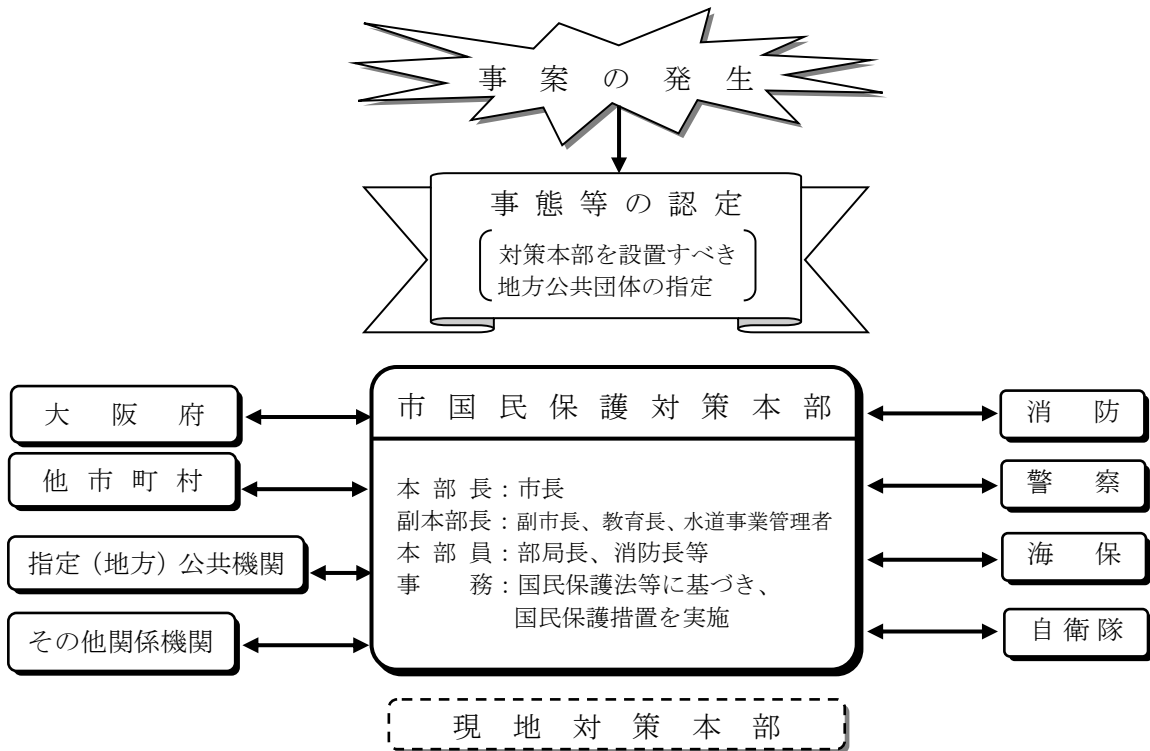 事案の発生
事態等の認定
対策本部を設置すべき
地方公共団体の指定
市国民保護対策本部
本部長：市長
副本部長：副市長、教育長、水道事業管理者
本部員：部局長、消防長等
事務：国民保護法等に基づき、
国民保護措置を実施
大阪府
他市町村
指定（地方）公共機関
その他関係機関
消防
警察
海保
自衛隊
現地対策本部